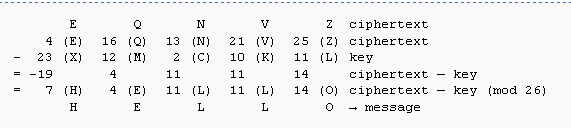 E Q N V Z ciphertext
4 (E) 16 (Q) 13 (N) 21 (V) 25 (Z) ciphertext
- 23 (X) 12 (M) 2 (C) 10 (K) 11 (L) key
= -19 4 11 11 14 ciphertext – key
= 7 (H) 4 (E) 11 (L) 11 (L) 14 (O) ciphertext – key (mod 26)
H E L L O → message